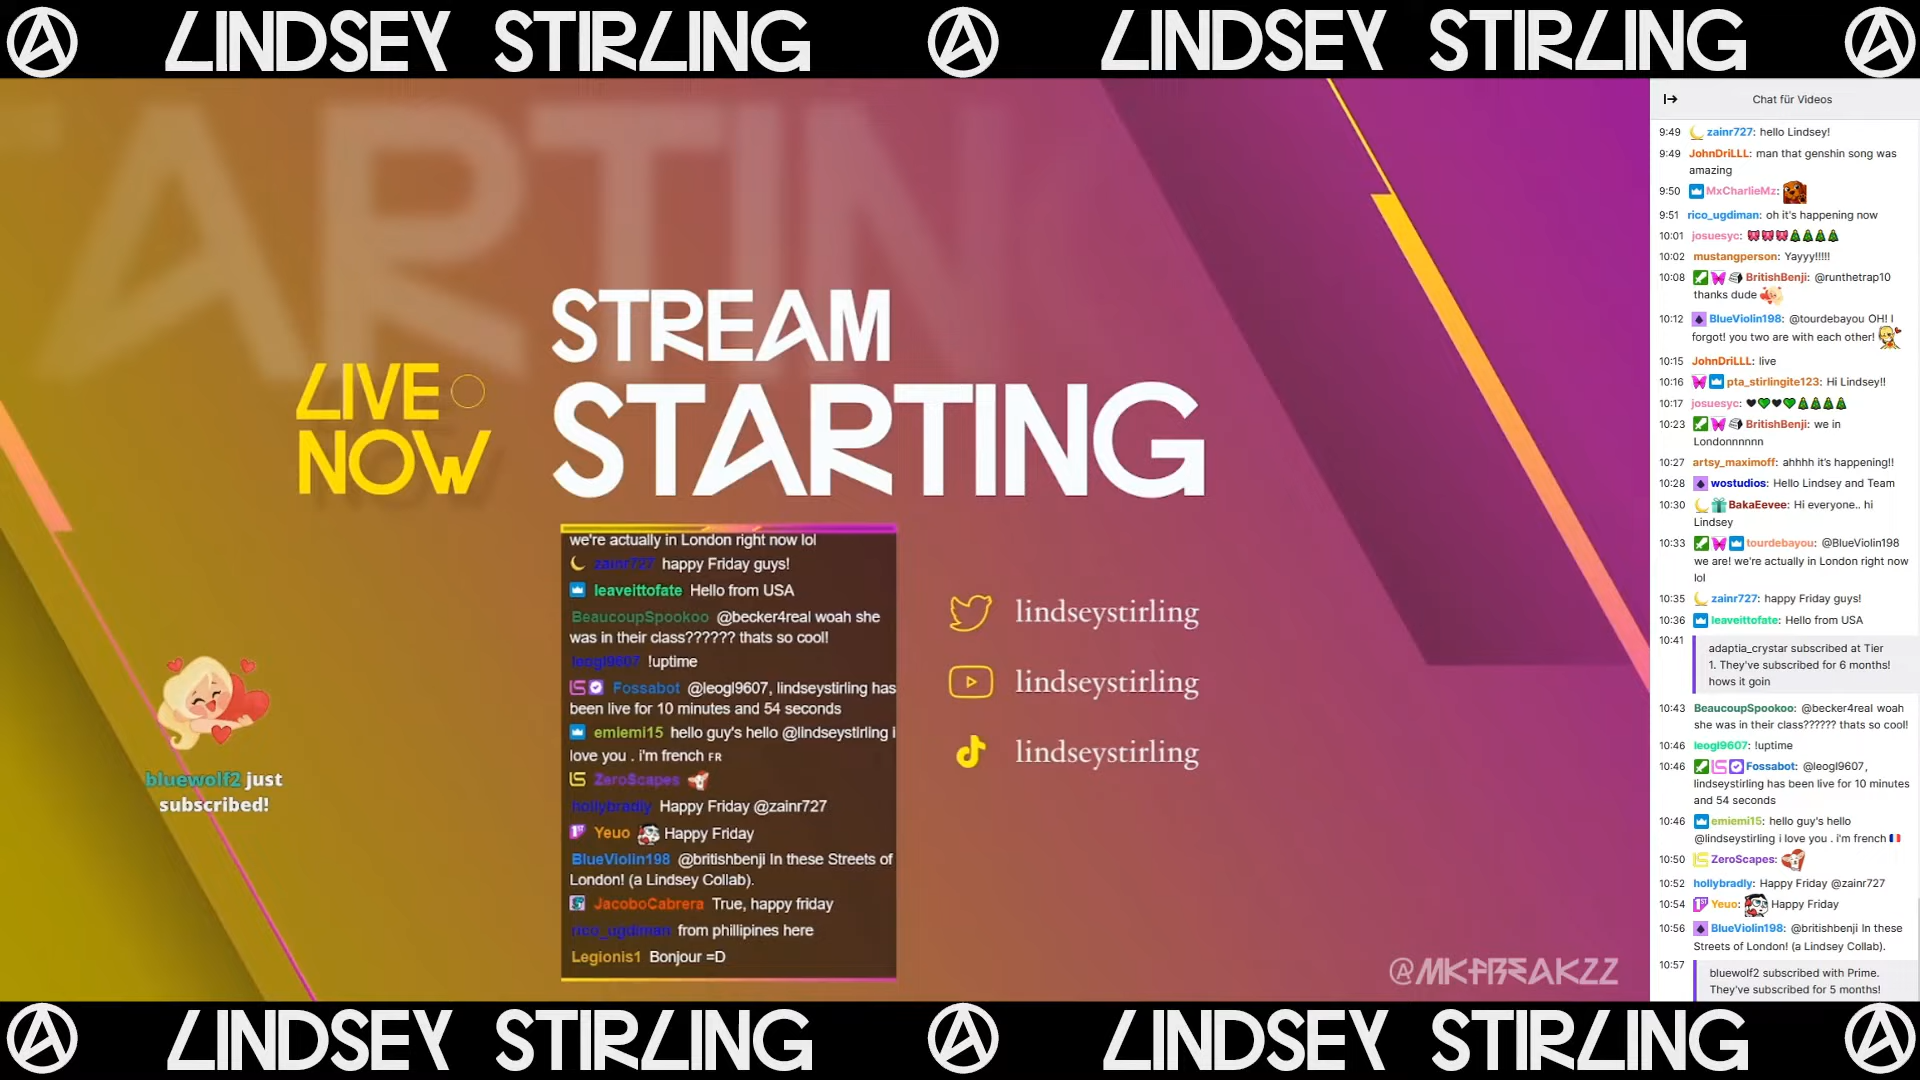 LINDSEY STIRLING LINDSEY STIRLING
STARTING
STREAM
STARTING
LIVE
NOW
we're actually in London right now lol
zainr727 happy Friday guys!
leaveittofate Hello from USA
BeaucoupSpookoo @becker4real woah she
was in their class?????? thats so cool!
leogl9607 !uptime
Fossabot @leogl9607, lindseystirling has
been live for 10 minutes and 54 seconds
emiemi15 hello guy's hello @lindseystirling i
love you . i'm french FR
ZeroScapes
hollybradly Happy Friday @zainr727
Yeuo Happy Friday
BlueViolin198 @britishbenji In these Streets of
London! (a Lindsey Collab).
JacoboCabrera True, happy friday
rico_ugdiman from phillipines here
Legionis1 Bonjour =D
lindseystirling
lindseystirling
lindseystirling
bluewolf2 just
subscribed!
@MKFREAKZZ
Chat für Videos
9:49 zainr727: hello Lindsey!
9:49 JohnDriLLL: man that genshin song was
amazing
9:50 MxCharlieMz:
9:51 rico_ugdiman: oh it's happening now
10:01 josuesyc:
10:02 mustangperson: Yayyy!!!!!
10:08 BritishBenji: @runthetrap10
thanks dude
10:12 BlueViolin198: @tourdebayou OH! I
forgot! you two are with each other!
10:15 JohnDriLLL: live
10:16 pta_stirlingite123: Hi Lindsey!!
10:17 josuesyc:
10:23 BritishBenji: we in
Londonnnnnn
10:27 artsy_maximoff: ahhhh it's happening!!
10:28 wostudios: Hello Lindsey and Team
10:30 BakaEevee: Hi everyone.. hi
Lindsey
10:33 tourdebayou: @BlueViolin198
we are! we're actually in London right now
lol
10:35 zainr727: happy Friday guys!
10:36 leaveittofate: Hello from USA
10:41
adaptia_crystar subscribed at Tier
1. They've subscribed for 6 months!
hows it goin
10:43 BeaucoupSpookoo: @becker4real woah
she was in their class?????? thats so cool!
10:46 leogl9607: !uptime
10:46 Fossabot: @leogl9607,
lindseystirling has been live for 10 minutes
and 54 seconds
10:46 emiemi15: hello guy's hello
@lindseystirling i love you . i'm french
10:50 ZeroScapes:
10:52 hollybradly: Happy Friday @zainr727
10:54 Yeuo: Happy Friday
10:56 BlueViolin198: @britishbenji In these
Streets of London! (a Lindsey Collab).
10:57
bluewolf2 subscribed with Prime.
They've subscribed for 5 months!
LINDSEY STIRLING LINDSEY STIRLING